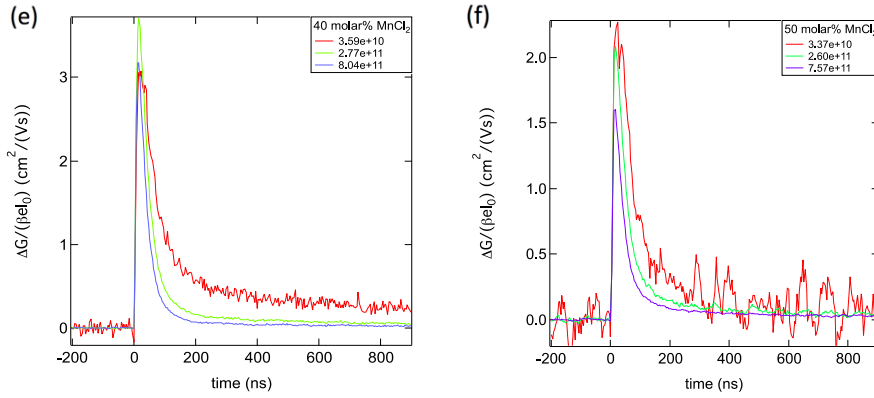 (e)
40 molar% MnCl2
3.59e+10
2.77e+11
8.04e+11
3
2
1
0
ΔG/(βeI0) (cm²/(Vs)
-200
0
200
400
600
800
time (ns)
(f)
50 molar% MnCl2
3.37e+10
2.60e+11
7.57e+11
2.0
1.5
1.0
0.5
0.0
ΔG/(βeI0) (cm²/(Vs)
-200
0
200
400
600
800
time (ns)